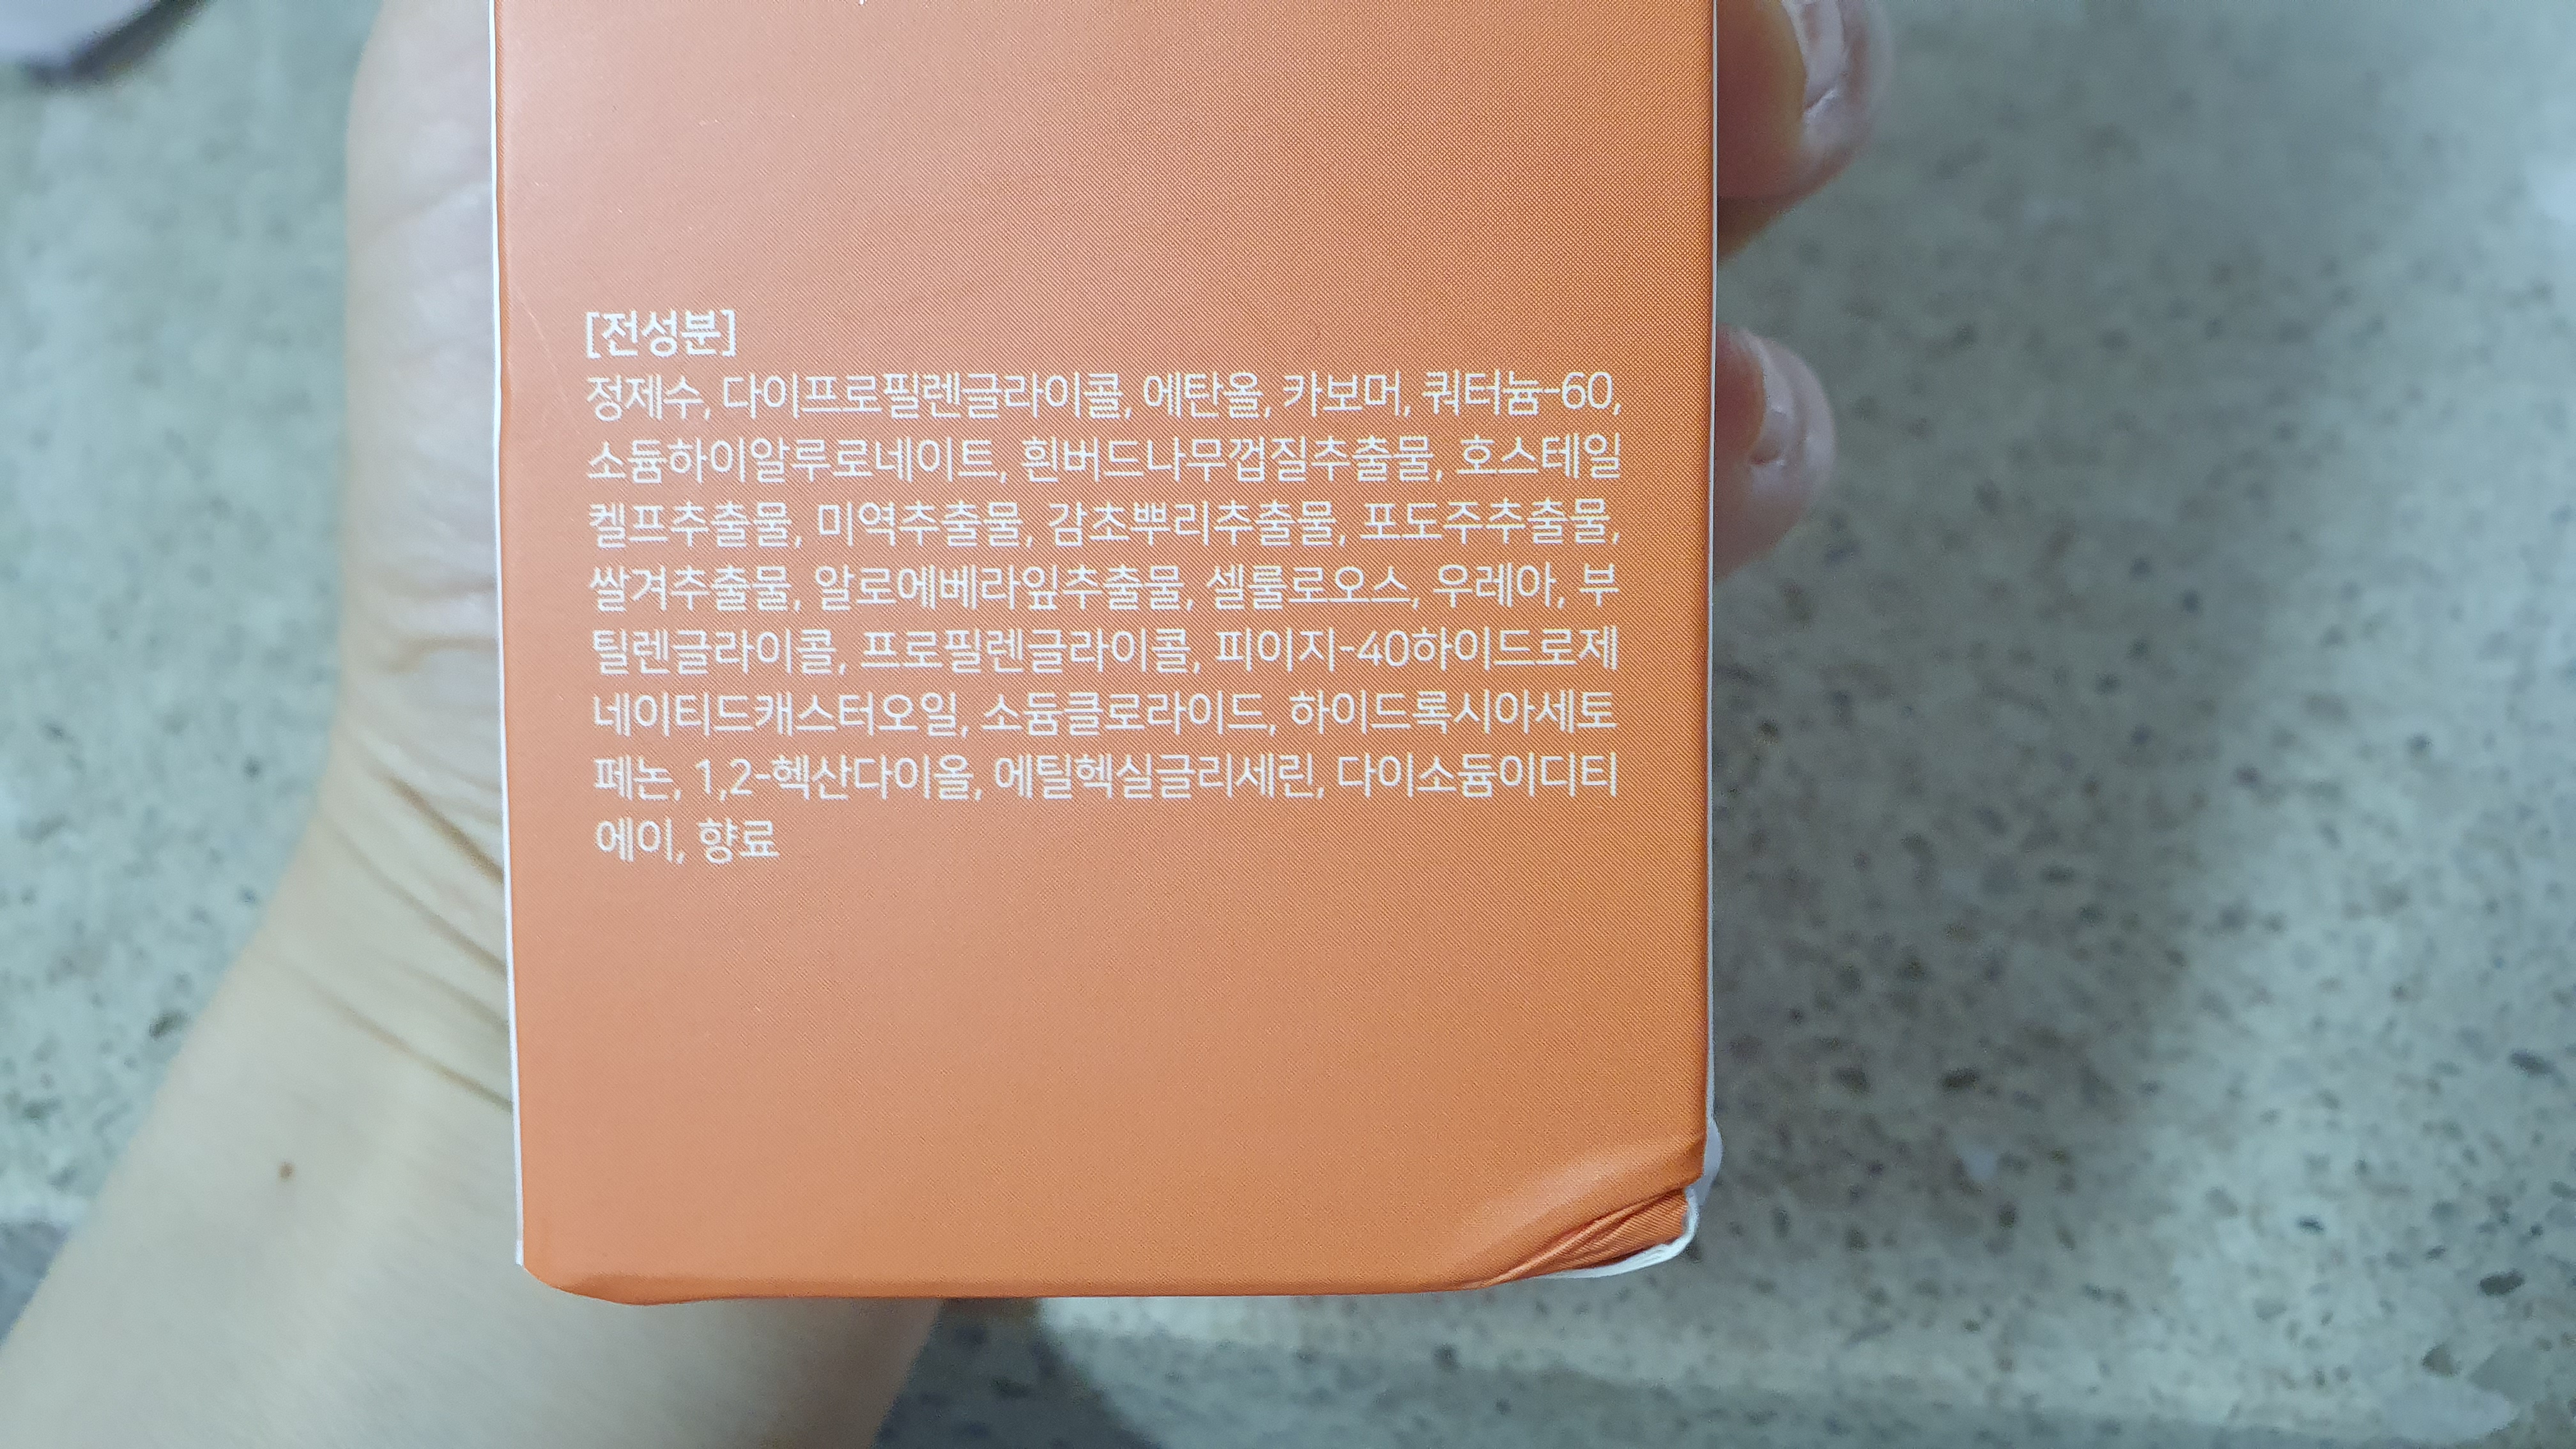 [전성분]
정제수, 다이프로필렌글라이콜, 에탄올, 카보머, 쿼터늄-60,
소듐하이알루로네이트, 흰버드나무껍질추출물, 호스테일
켈프추출물, 미역추출물, 감초뿌리추출물, 포도주추출물,
쌀겨추출물, 알로에베라잎추출물, 셀룰로오스, 우레아, 부
틸렌글라이콜, 프로필렌글라이콜, 피이지-40하이드로제
네이티드캐스터오일, 소듐클로라이드, 하이드록시아세토
페논, 1,2-헥산다이올, 에틸헥실글리세린, 다이소듐이디티
에이, 향료